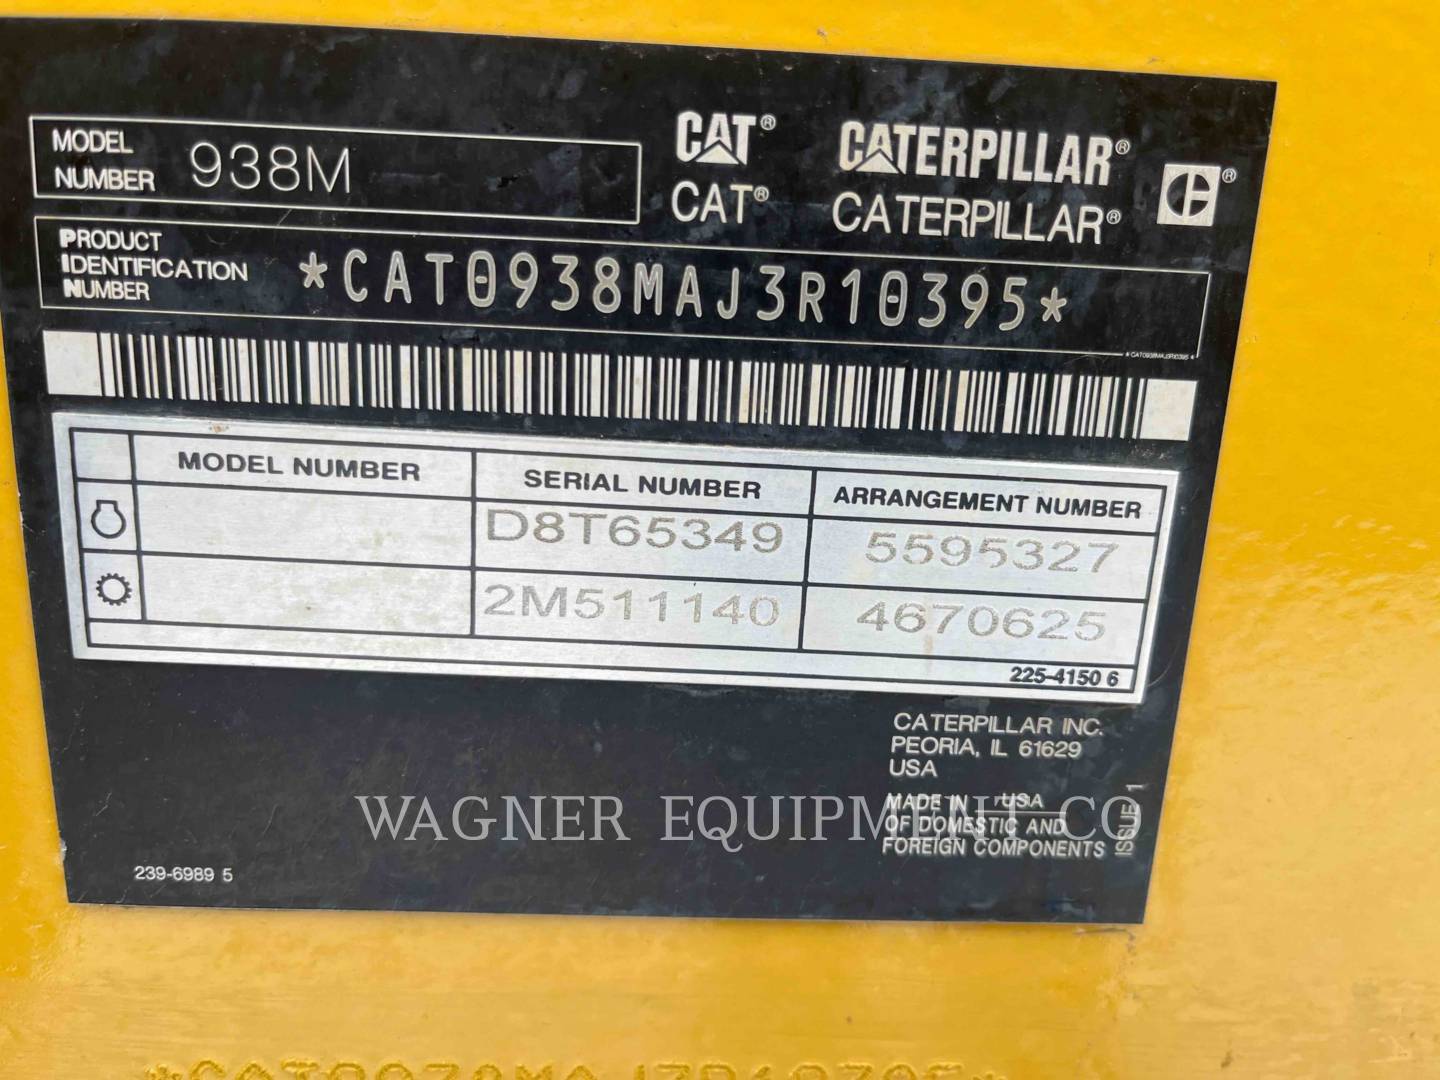 MODEL
NUMBER 938M
CAT® CATERPILLAR®
CAT® CATERPILLAR® ®
PRODUCT
IDENTIFICATION
NUMBER
*CAT0938MAJ3R10395*
*CAT0938MAJ3R10395*
MODEL NUMBER SERIAL NUMBER ARRANGEMENT NUMBER
D8T65349 5595327
2M511140 4670625
225-4150 6
CATERPILLAR INC.
PEORIA, IL 61629
USA
MADE IN USA
OF DOMESTIC AND
FOREIGN COMPONENTS
ISSUE 1
WAGNER EQUIPMENT CO
239-6989 5
*CAT0938MAJ3R10395*